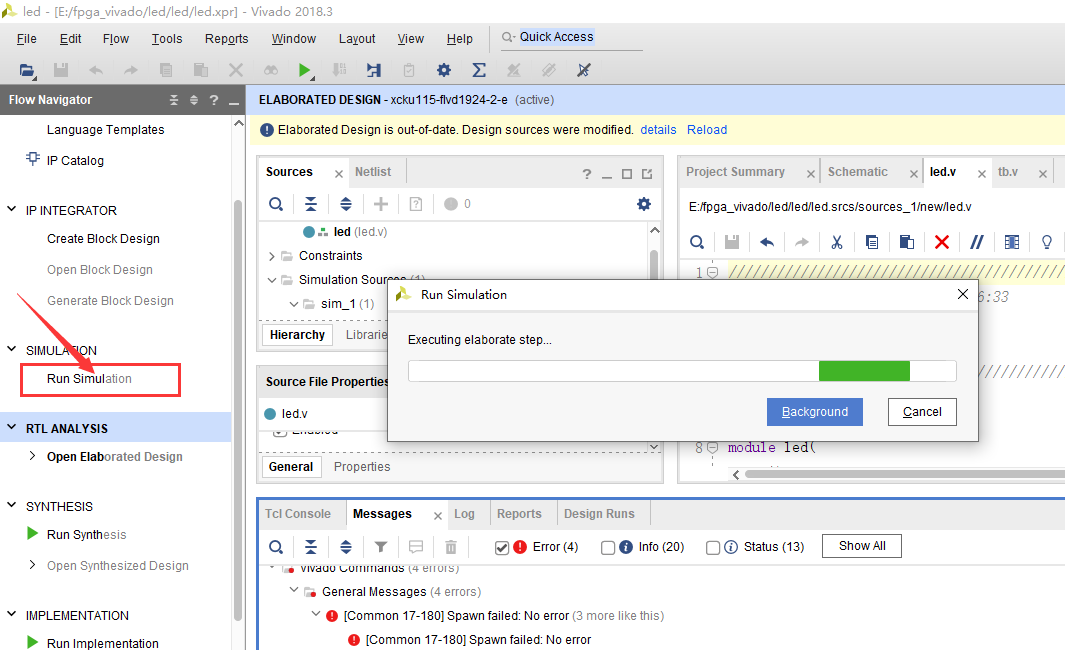 led - [E:/fpga_vivado/led/led/led.xpr] - Vivado 2018.3
File Edit Flow Tools Reports Window Layout View Help Quick Access
Flow Navigator
ELABORATED DESIGN - xcku115-flvd1924-2-e (active)
Language Templates
Elaborated Design is out-of-date. Design sources were modified. details Reload
IP Catalog
Sources Netlist
Project Summary Schematic led.v tb.v
IP INTEGRATOR
0
E:/fpga_vivado/led/led/led.srcs/sources_1/new/led.v
Create Block Design
led (led.v)
Open Block Design
Constraints
1 ////////////////////////////////////////
Generate Block Design
Simulation Sources (1)
sim_1 (1)
6:33
Run Simulation
Executing elaborate step...
Background Cancel
Hierarchy Librarie
SIMULATION
Run Simulation
Source File Properties
//////////
led.v
RTL ANALYSIS
Enabled
Open Elaborated Design
8 module led(
General Properties
SYNTHESIS
Tcl Console Messages Log Reports Design Runs
Run Synthesis
Error (4) Info (20) Status (13) Show All
Open Synthesized Design
Vivado Commands (4 errors)
General Messages (4 errors)
IMPLEMENTATION
[Common 17-180] Spawn failed: No error (3 more like this)
Run Implementation
[Common 17-180] Spawn failed: No error